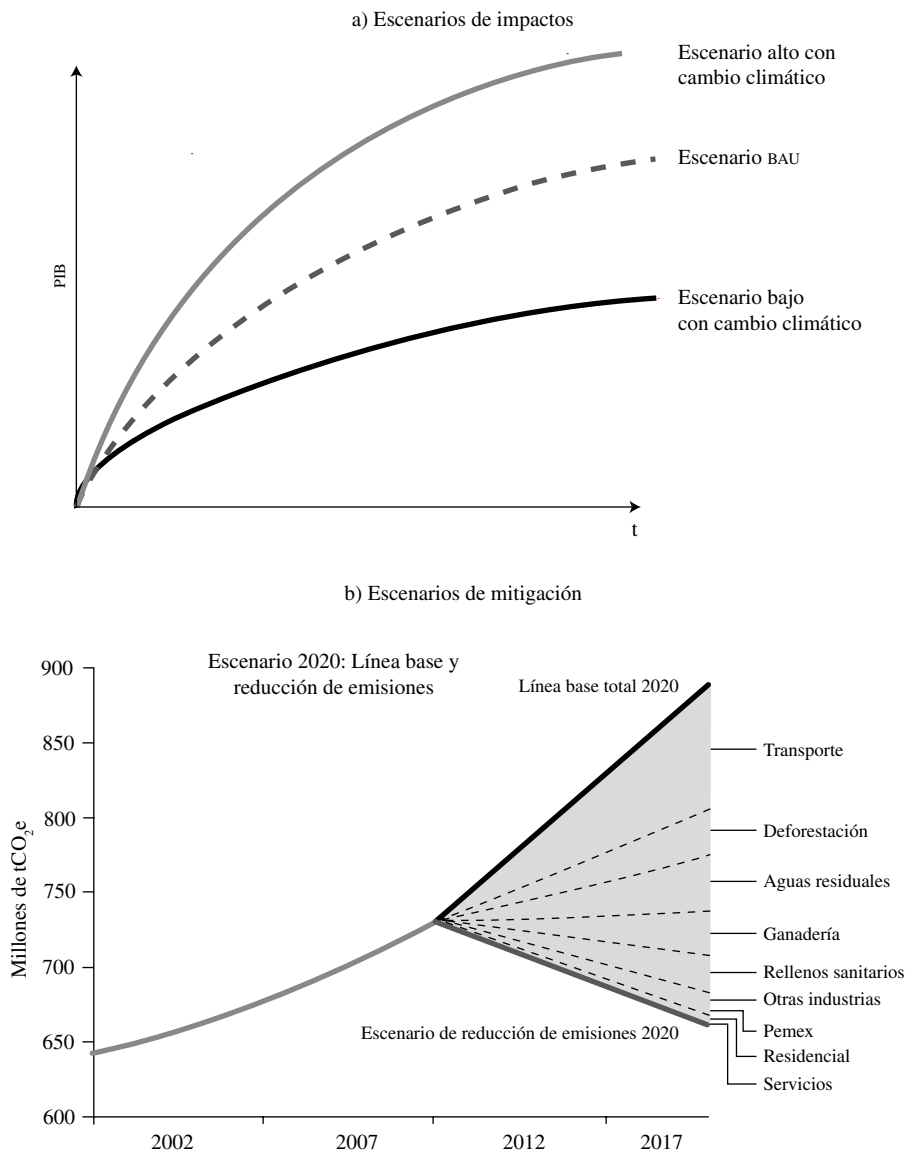 a) Escenarios de impactos
Escenario alto con
cambio climático
Escenario BAU
PIB
Escenario bajo
con cambio climático
t
b) Escenarios de mitigación
Escenario 2020: Línea base y
reducción de emisiones
Línea base total 2020
900
850
800
750
700
650
600
Millones de tCO₂e
Transporte
Deforestación
Aguas residuales
Ganadería
Rellenos sanitarios
Otras industrias
Pemex
Residencial
Servicios
Escenario de reducción de emisiones 2020
2002
2007
2012
2017